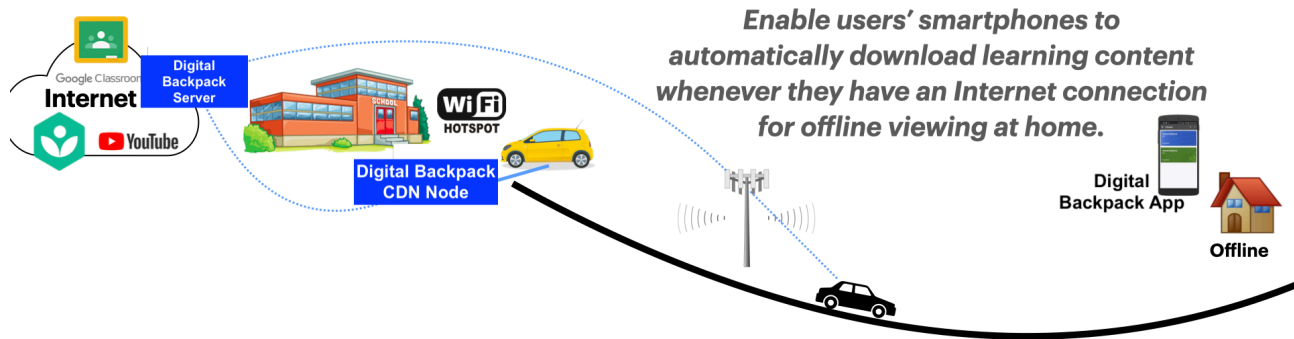 Google Classroom
Internet
YouTube
Digital
Backpack
Server
SCHOOL
WiFi
HOTSPOT
Digital Backpack
CDN Node
Enable users' smartphones to
automatically download learning content
whenever they have an Internet connection
for offline viewing at home.
Digital
Backpack App
Offline